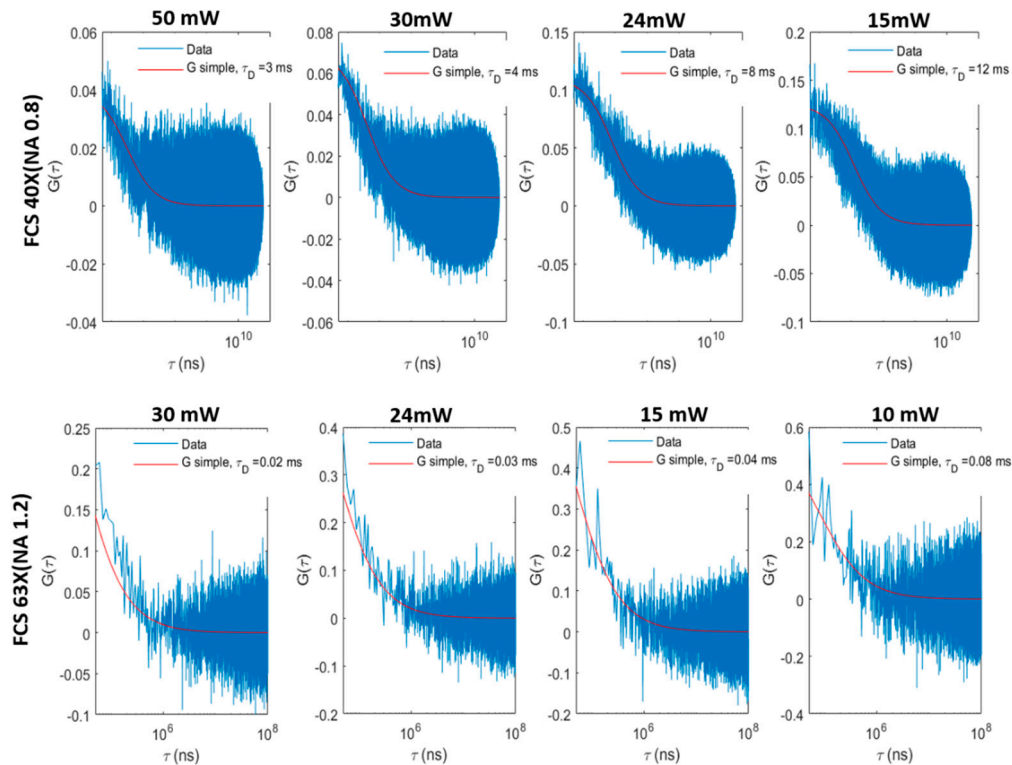 50 mW
30mW
24mW
15mW
FCS 40X(NA 0.8)
0.06
0.04
0.02
0
-0.02
-0.04
G(τ)
Data
G simple, τD =3 ms
10^10
τ (ns)
0.08
0.06
0.04
0.02
0
-0.02
-0.04
-0.06
G(τ)
Data
G simple, τD =4 ms
10^10
τ (ns)
0.2
0.15
0.1
0.05
0
-0.05
-0.1
G(τ)
Data
G simple, τD =8 ms
10^10
τ (ns)
0.2
0.15
0.1
0.05
0
-0.05
-0.1
G(τ)
Data
G simple, τD =12 ms
10^10
τ (ns)
30 mW
24mW
15 mW
10 mW
FCS 63X(NA 1.2)
0.25
0.2
0.15
0.1
0.05
0
-0.05
-0.1
G(τ)
Data
G simple, τD =0.02 ms
10^6
10^8
τ (ns)
0.4
0.3
0.2
0.1
0
-0.1
-0.2
G(τ)
Data
G simple, τD =0.03 ms
10^6
10^8
τ (ns)
0.5
0.4
0.3
0.2
0.1
0
-0.1
-0.2
G(τ)
Data
G simple, τD =0.04 ms
10^6
10^8
τ (ns)
0.6
0.4
0.2
0
-0.2
-0.4
G(τ)
Data
G simple, τD =0.08 ms
10^6
10^8
τ (ns)